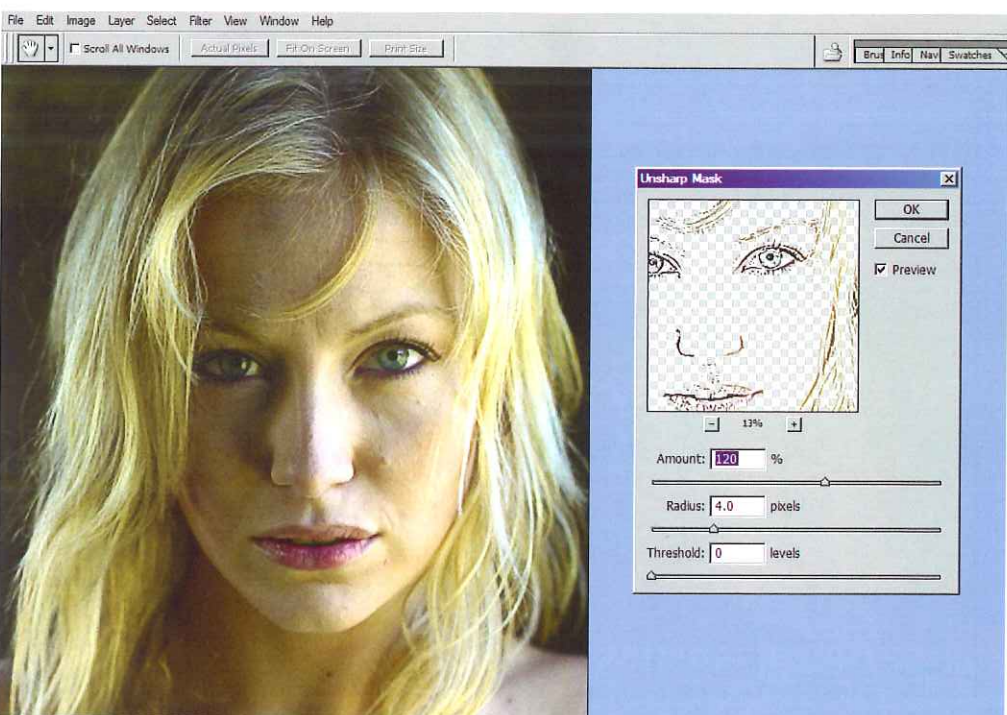 File Edit Image Layer Select Filter View Window Help
Scroll All Windows Actual Pixels Fit On Screen Print Size
Brus Info Nav Swatches
Unsharp Mask
OK
Cancel
Preview
13%
Amount: 120 %
Radius: 4.0 pixels
Threshold: 0 levels